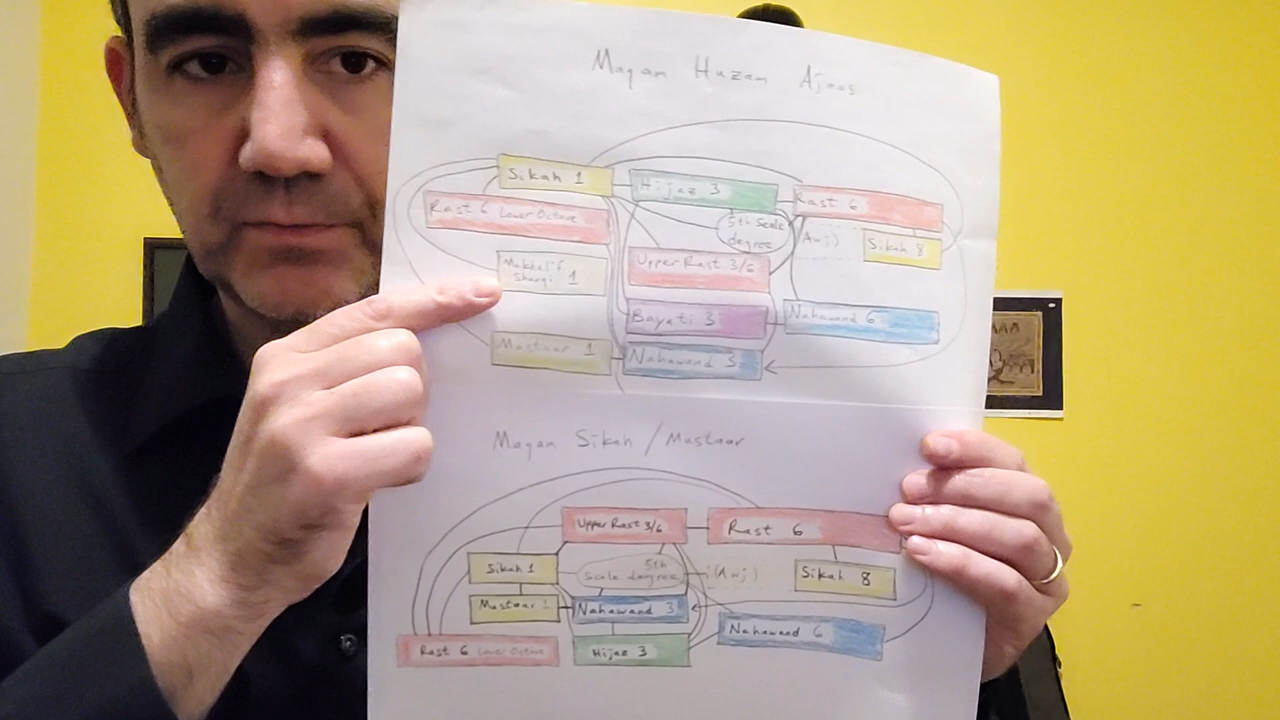 Maqam Huzam Ajnas
Sikah 1
Hijaz 3
Rast 6
Rast 6 Lower Octave
5th Scale
degree
(Awj)
Sikah 8
Mukhalif
Sharqi 1
Upper Rast 3/6
Bayati 3
Nahawand 6
Mustaar 1
Nahawand 3
Maqam Sikah / Mustaar
Upper Rast 3/6
Rast 6
Sikah 1
5th
Scale degree
(Awj)
Sikah 8
Mustaar 1
Nahawand 3
Nahawand 6
Rast 6 Lower Octave
Hijaz 3